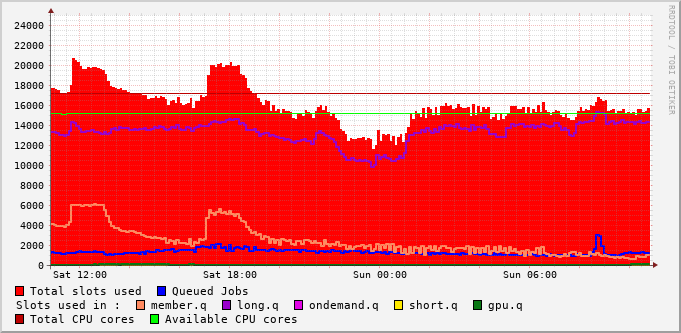 24000
22000
20000
18000
16000
14000
12000
10000
8000
6000
4000
2000
0
Sat 12:00 Sat 18:00 Sun 00:00 Sun 06:00
RRDTOOL / TOBI OETIKER
Total slots used Queued Jobs
Slots used in : member.q long.q ondemand.q short.q gpu.q
Total CPU cores Available CPU cores